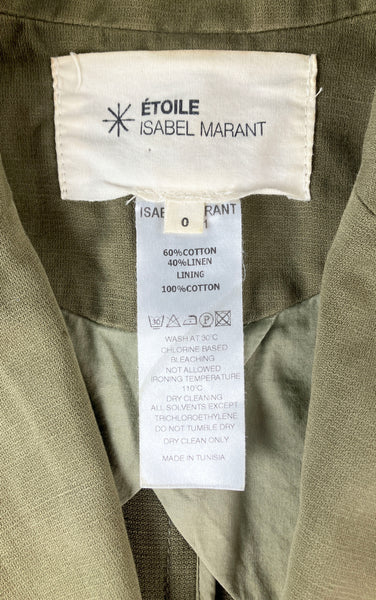 ÉTOILE
ISABEL MARANT
0
60%COTTON
40%LINEN
LINING
100%COTTON
P
WASH AT 30°C
CHLORINE BASED
BLEACHING
NOT ALLOWED
IRONING TEMPERATURE
110°C
DRY CLEANING
ALL SOLVENTS EXCEPT
TRICHLOROETHYLENE
DO NOT TUMBLE DRY
DRY CLEAN ONLY
MADE IN TUNISIA